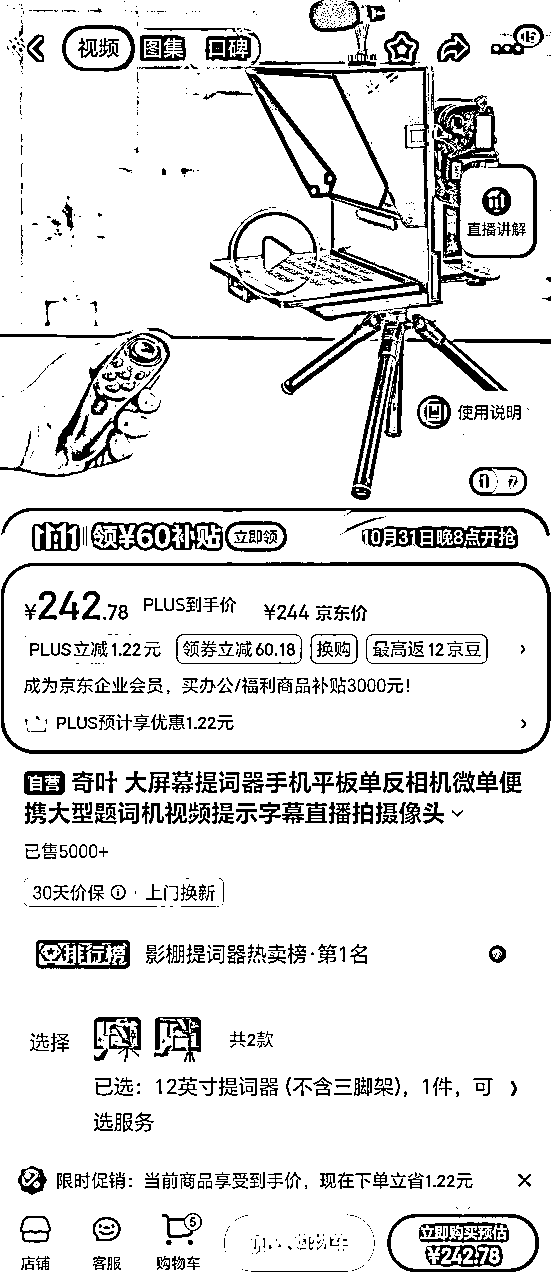 视频 图集 口碑
直播讲解
使用说明
11.11 领¥60补贴 立即领 10月31日晚8点开抢
¥242.78 PLUS到手价 ¥244 京东价
PLUS立减1.22元 领券立减60.18 换购 最高返12京豆
成为京东企业会员，买办公/福利商品补贴3000元！
PLUS预计享优惠1.22元
自营 奇叶 大屏幕提词器手机平板单反相机微单便
携大型题词机视频提示字幕直播拍摄像头
已售5000+
30天价保 · 上门换新
排行榜 影棚提词器热卖榜·第1名
选择 共2款
已选：12英寸提词器 (不含三脚架)，1件，可
选服务
限时促销：当前商品享受到手价，现在下单立省1.22元
店铺 客服 购物车 5 加入购物车 立即购买预估
¥242.78